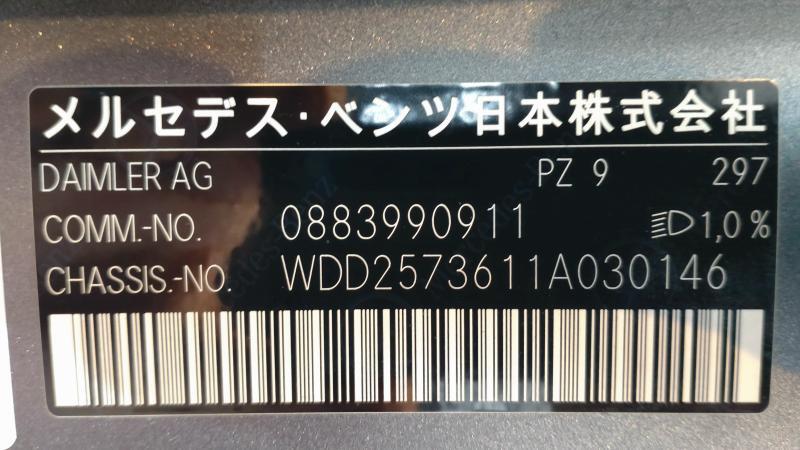 メルセデス・ベンツ日本株式会社
DAIMLER AG PZ 9 297
COMM.-NO. 0883990911 1,0 %
CHASSIS.-NO. WDD2573611A030146